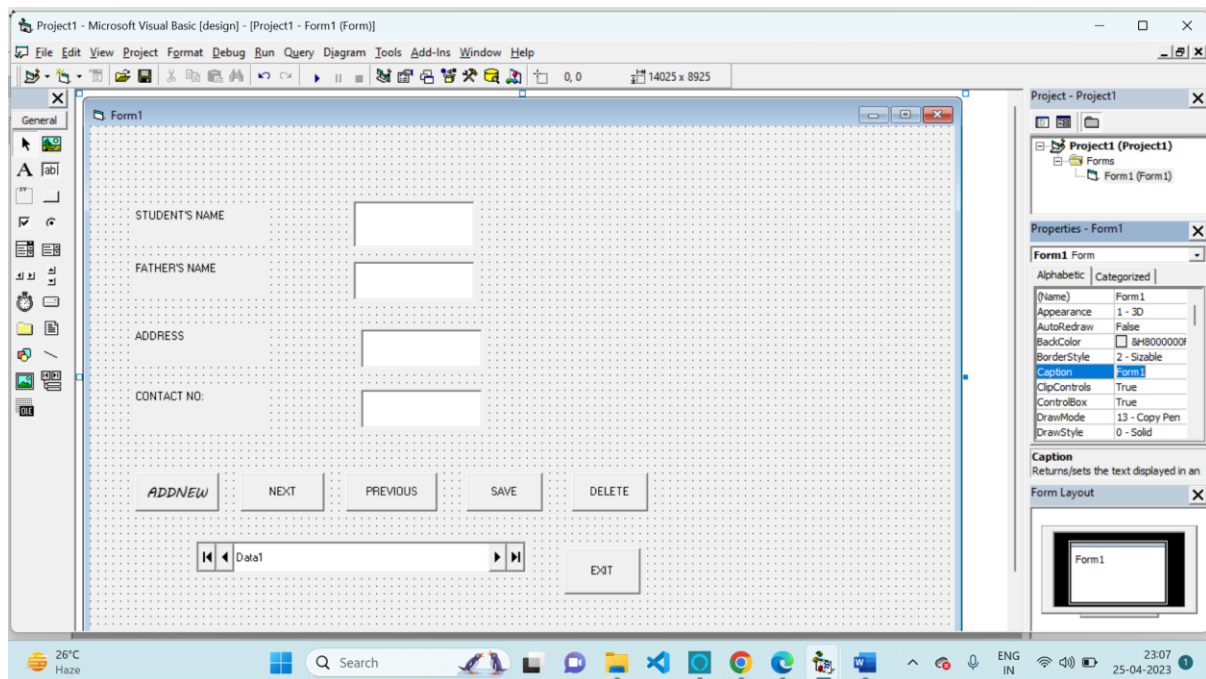 Project1 - Microsoft Visual Basic [design] - [Project1 - Form1 (Form)]
File Edit View Project Format Debug Run Query Diagram Tools Add-Ins Window Help
0, 0 14025 x 8925
General
A ab|
XY
OLE
Form1
STUDENT'S NAME
FATHER'S NAME
ADDRESS
CONTACT NO:
ADDNEW NEXT PREVIOUS SAVE DELETE
Data1
EXIT
Project - Project1
Project1 (Project1)
Forms
Form1 (Form1)
Properties - Form1
Form1 Form
Alphabetic Categorized
(Name) Form1
Appearance 1 - 3D
AutoRedraw False
BackColor &H8000000F
BorderStyle 2 - Sizable
Caption Form1
ClipControls True
ControlBox True
DrawMode 13 - Copy Pen
DrawStyle 0 - Solid
Caption
Returns/sets the text displayed in an
Form Layout
Form1
26°C
Haze
Search
ENG
IN
23:07
25-04-2023
1